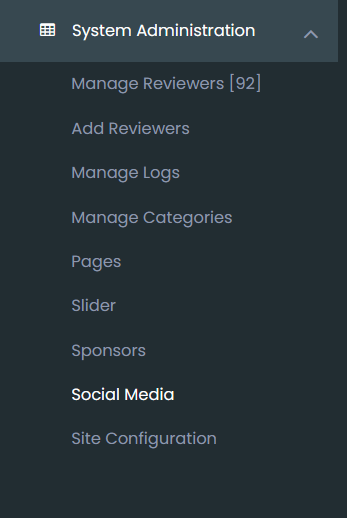 System Administration
Manage Reviewers [92]
Add Reviewers
Manage Logs
Manage Categories
Pages
Slider
Sponsors
Social Media
Site Configuration